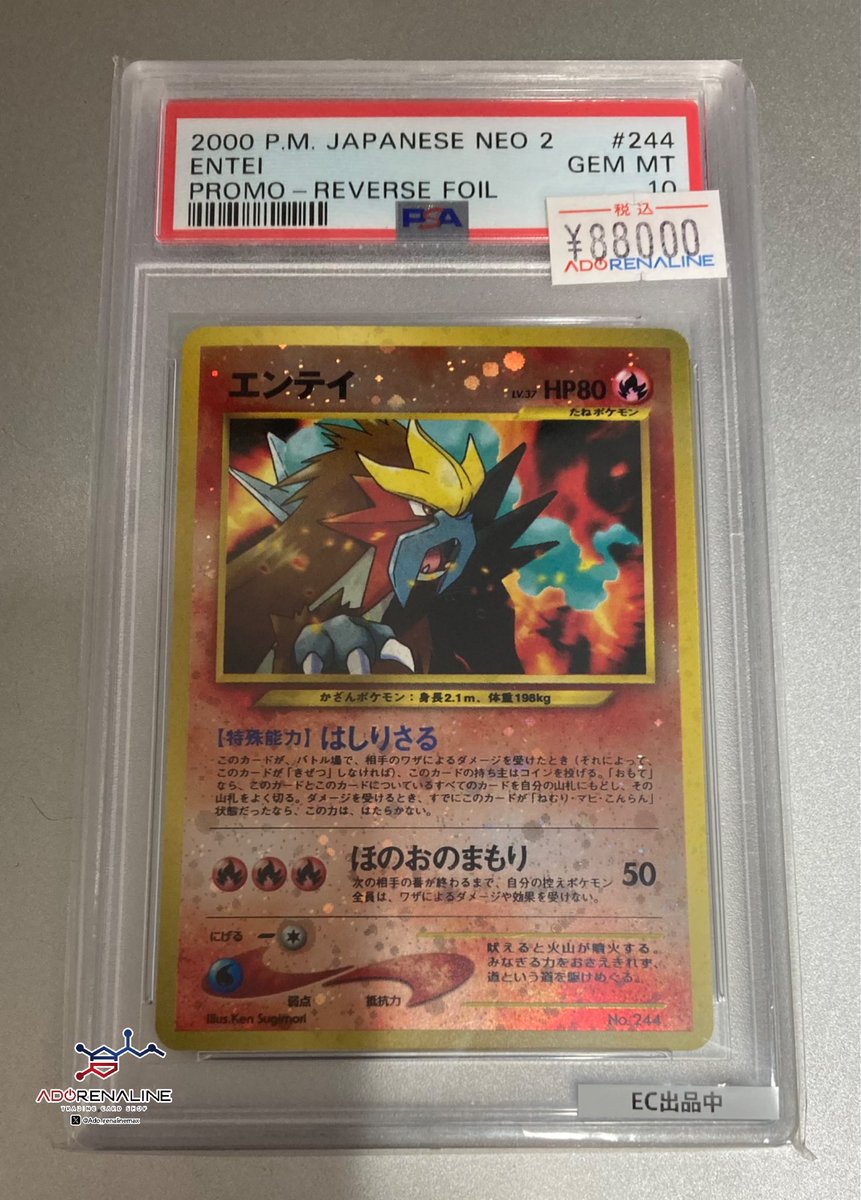 2000 P.M. JAPANESE NEO 2 #244
ENTEI GEM MT
PROMO – REVERSE FOIL 10
PSA
税込
¥88000
ADORENALINE
エンテイ LV.37 HP80
たねポケモン
かざんポケモン：身長2.1m、体重198kg
【特殊能力】はしりさる
このカードが、バトル場で、相手のワザによるダメージを受けたとき（それによって、
このカードが「きぜつ」しなければ）、このカードの持ち主はコインを投げる。「おもて」
なら、このカードとこのカードについているすべてのカードを自分の山札にもどし、その
山札をよく切る。ダメージを受けるとき、すでにこのカードが「ねむり・マヒ・こんらん」
状態だったなら、この力は、はたらかない。
ほのおのまもり 50
次の相手の番が終わるまで、自分の控えポケモン
全員は、ワザによるダメージや効果を受けない。
にげる
弱点 抵抗力
吠えると火山が噴火する。
みなぎる力をおさえきれず、
道という道を駆けめぐる。
Illus.Ken Sugimori No.244
ADORENALINE
TRADING CARD SHOP
X @Ado_renalinemax
EC出品中